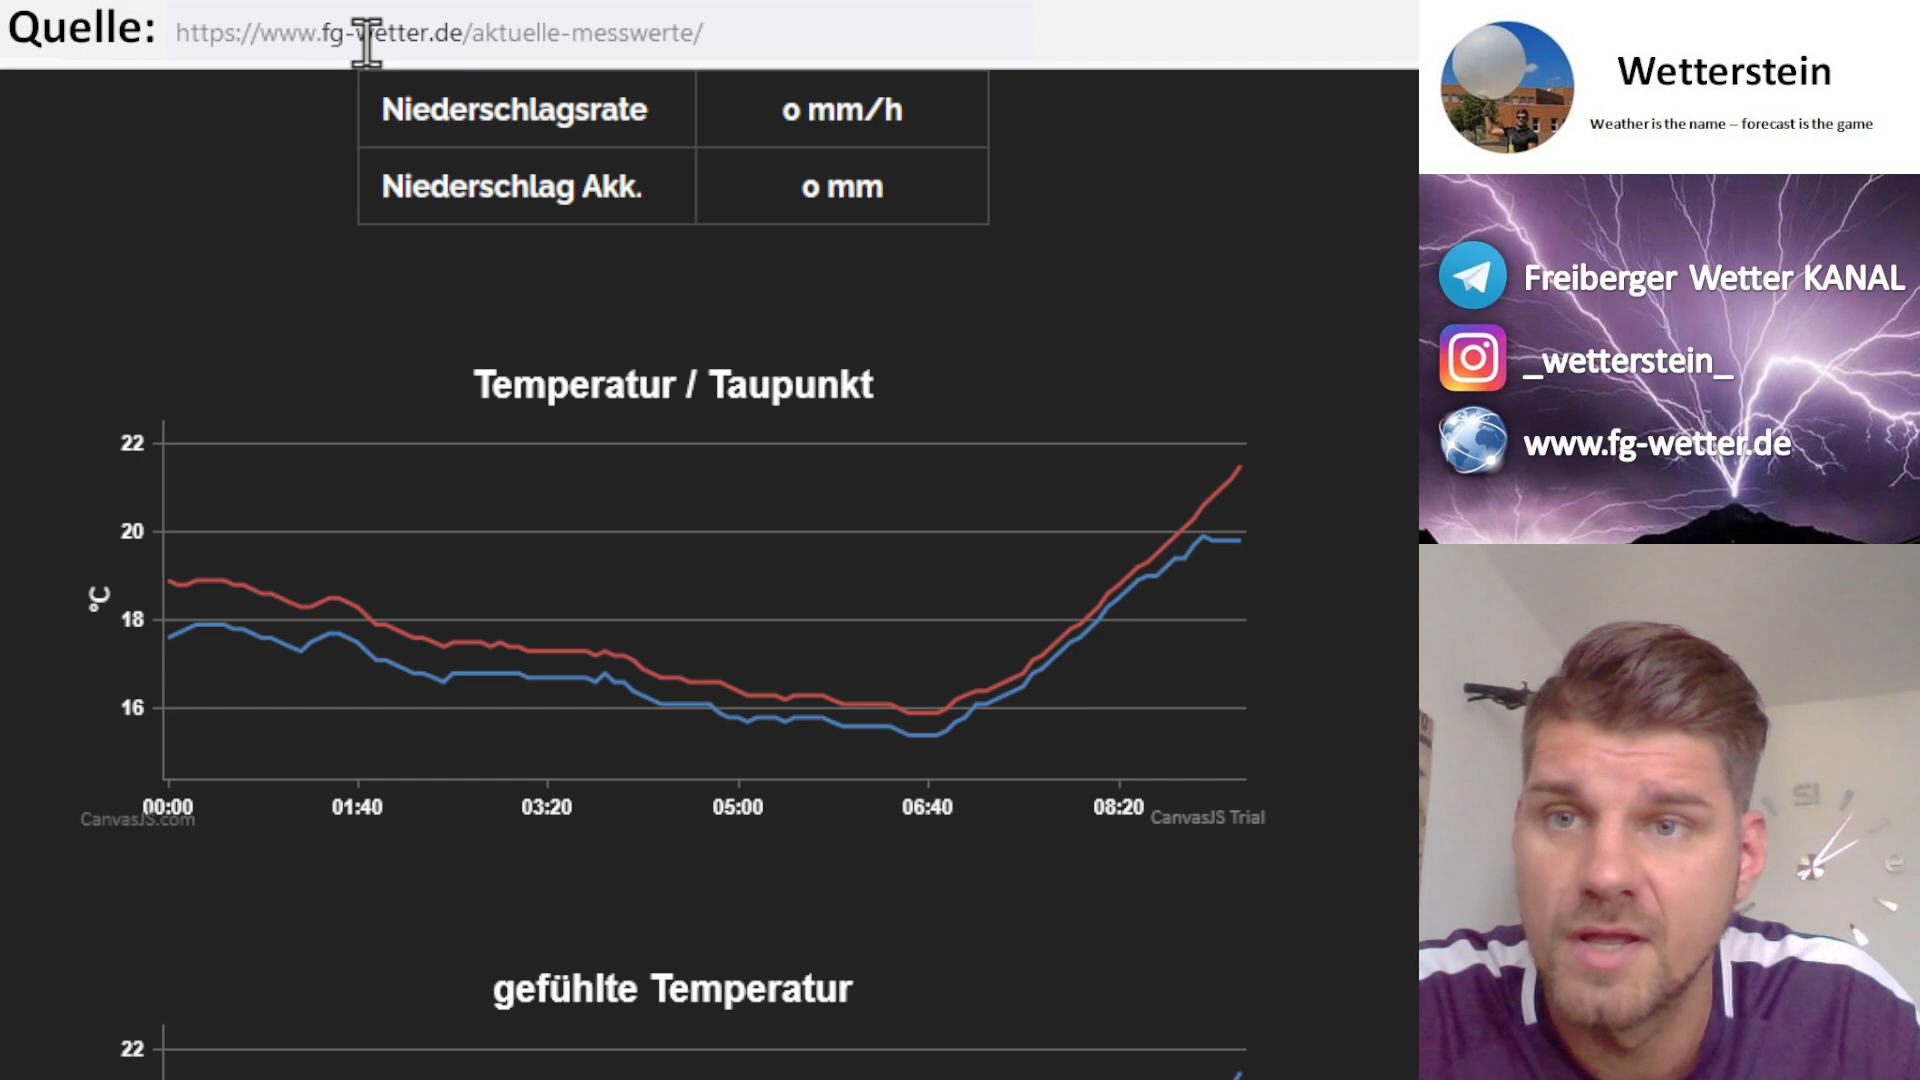 Quelle: https://www.fg-wetter.de/aktuelle-messwerte/
Niederschlagsrate 0 mm/h
Niederschlag Akk. 0 mm
Temperatur / Taupunkt
22
20
°C
18
16
00:00 01:40 03:20 05:00 06:40 08:20
CanvasJS.com CanvasJS Trial
gefühlte Temperatur
22
Wetterstein
Weather is the name – forecast is the game
Freiberger Wetter KANAL
_wetterstein_
www.fg-wetter.de
12